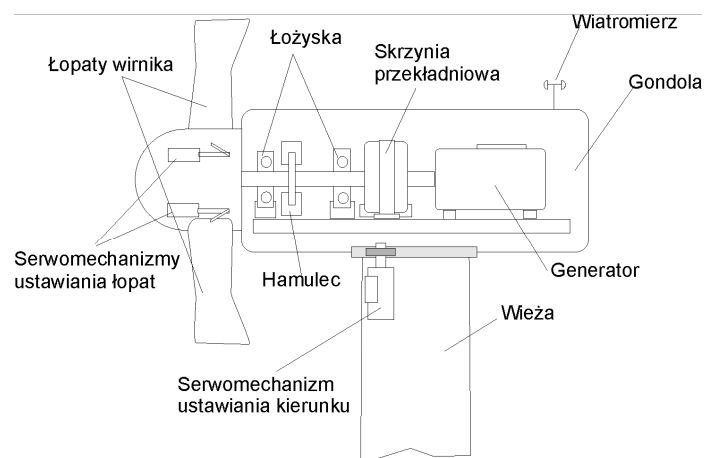 Wiatromierz
Łożyska
Łopaty wirnika
Skrzynia
przekładniowa
Gondola
Serwomechanizmy
ustawiania łopat
Hamulec
Generator
Wieża
Serwomechanizm
ustawiania kierunku